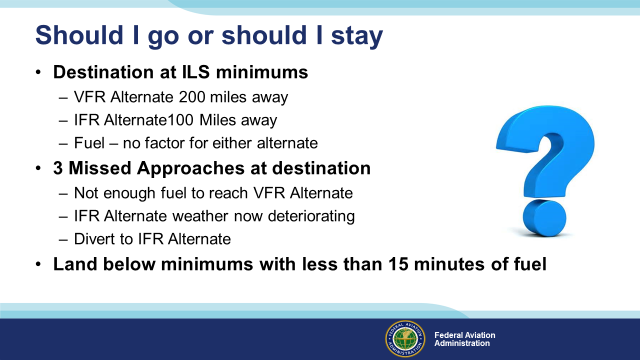 Should I go or should I stay
• Destination at ILS minimums
– VFR Alternate 200 miles away
– IFR Alternate100 Miles away
– Fuel – no factor for either alternate
• 3 Missed Approaches at destination
– Not enough fuel to reach VFR Alternate
– IFR Alternate weather now deteriorating
– Divert to IFR Alternate
• Land below minimums with less than 15 minutes of fuel
Federal Aviation
Administration